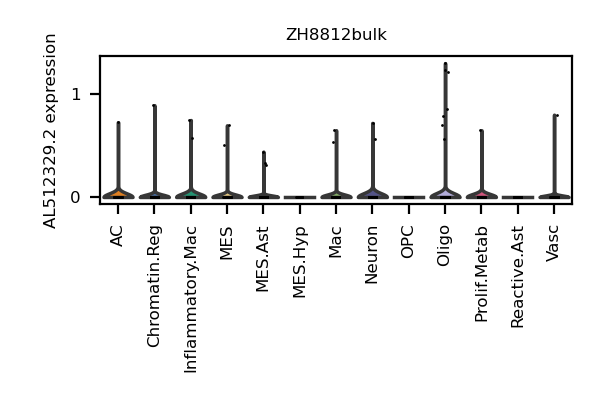 ZH8812bulk
AL512329.2 expression
1
0
AC
Chromatin.Reg
Inflammatory.Mac
MES
MES.Ast
MES.Hyp
Mac
Neuron
OPC
Oligo
Prolif.Metab
Reactive.Ast
Vasc